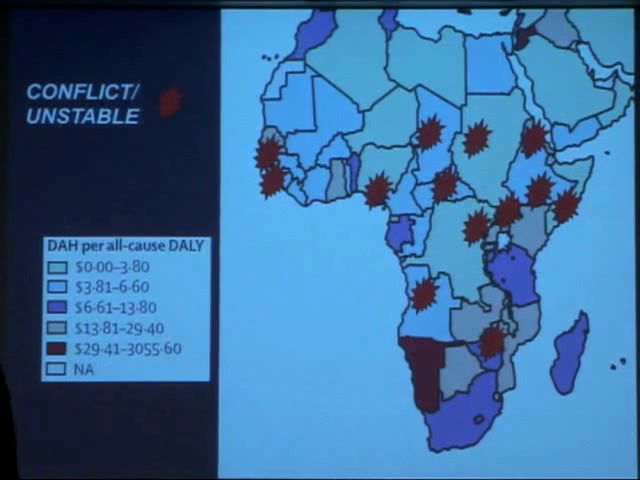 CONFLICT/
UNSTABLE
DAH per all-cause DALY
$0·00–3·80
$3·81–6·60
$6·61–13·80
$13·81–29·40
$29·41–3055·60
NA